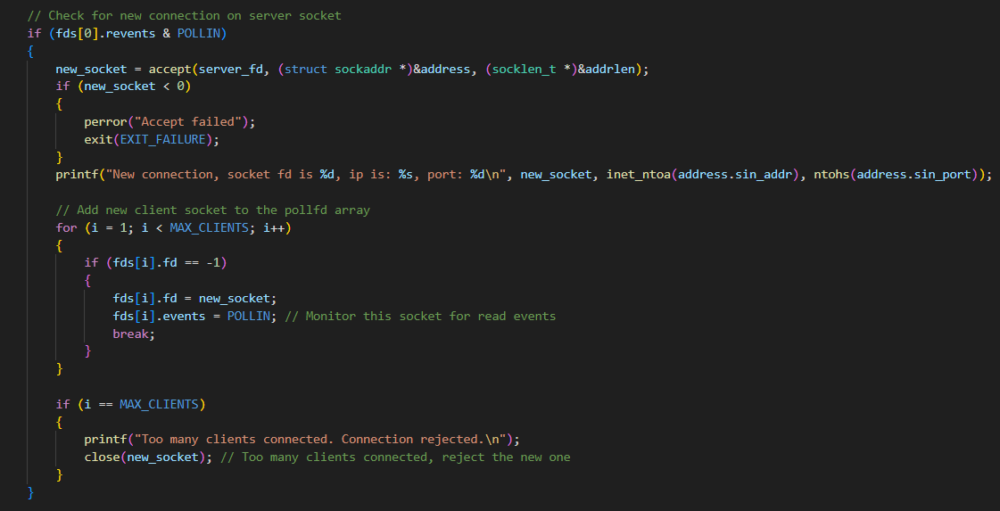 // Check for new connection on server socket
if (fds[0].revents & POLLIN)
{
    new_socket = accept(server_fd, (struct sockaddr *)&address, (socklen_t *)&addrlen);
    if (new_socket < 0)
    {
        perror("Accept failed");
        exit(EXIT_FAILURE);
    }
    printf("New connection, socket fd is %d, ip is: %s, port: %d\n", new_socket, inet_ntoa(address.sin_addr), ntohs(address.sin_port));

    // Add new client socket to the pollfd array
    for (i = 1; i < MAX_CLIENTS; i++)
    {
        if (fds[i].fd == -1)
        {
            fds[i].fd = new_socket;
            fds[i].events = POLLIN; // Monitor this socket for read events
            break;
        }
    }

    if (i == MAX_CLIENTS)
    {
        printf("Too many clients connected. Connection rejected.\n");
        close(new_socket); // Too many clients connected, reject the new one
    }
}